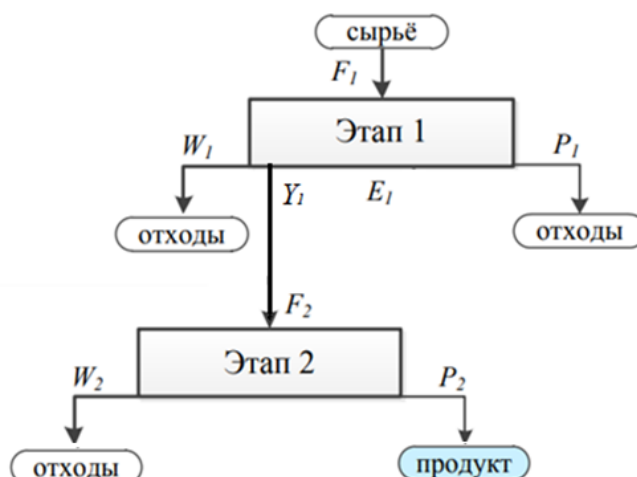 сырьё
F₁
Этап 1
W₁
P₁
Y₁
E₁
отходы
отходы
F₂
Этап 2
W₂
P₂
отходы
продукт